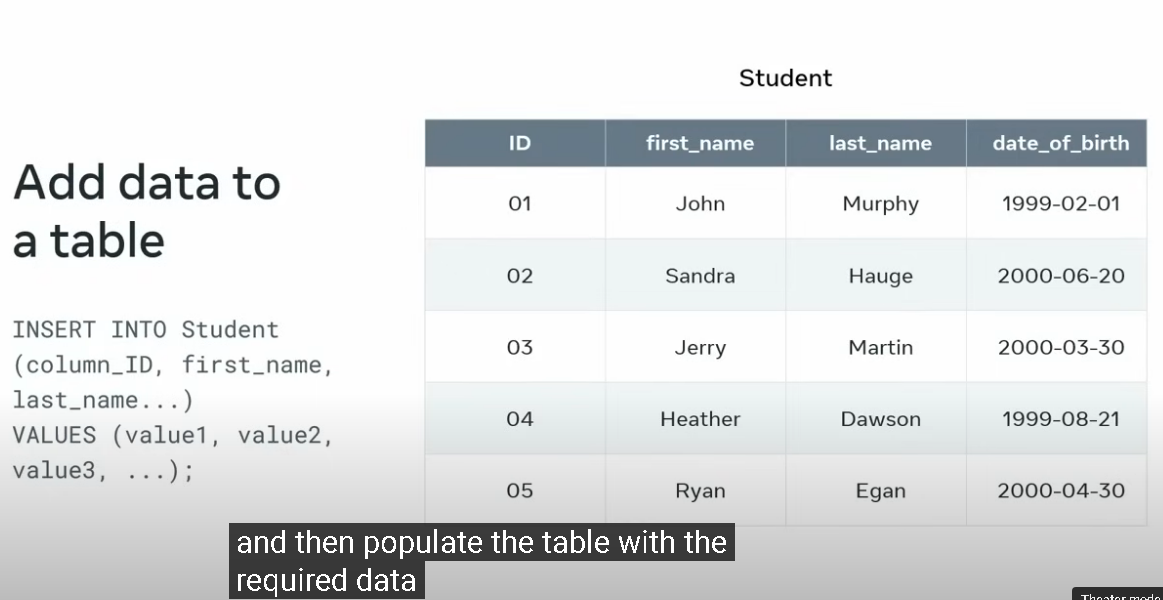 Student
Add data to
a table
INSERT INTO Student
(column_ID, first_name,
last_name...)
VALUES (value1, value2,
value3, ...);
ID first_name last_name date_of_birth
01 John Murphy 1999-02-01
02 Sandra Hauge 2000-06-20
03 Jerry Martin 2000-03-30
04 Heather Dawson 1999-08-21
05 Ryan Egan 2000-04-30
and then populate the table with the
required data
Theater mode